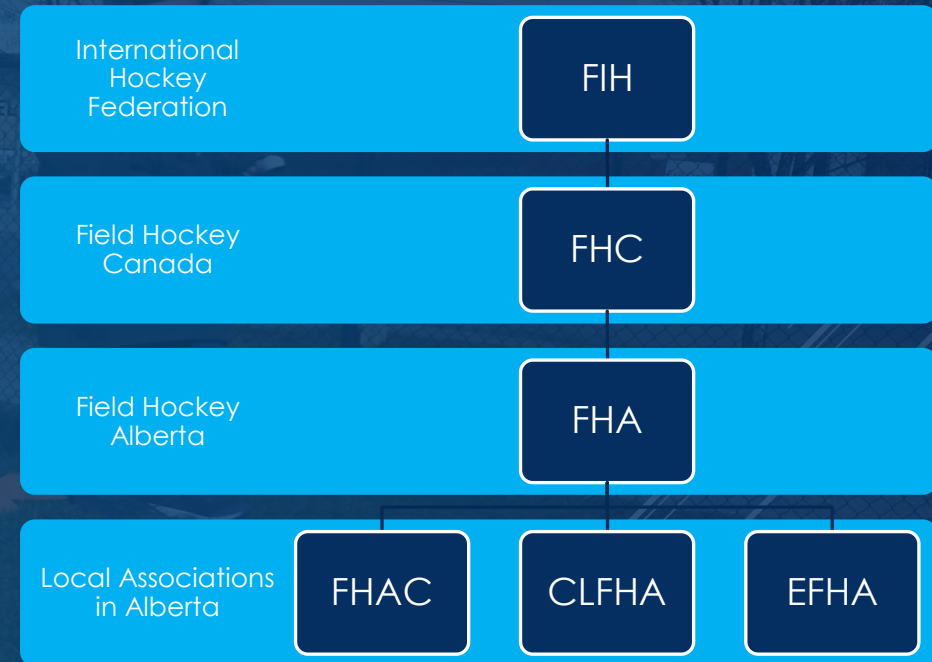 International
Hockey
Federation
FIH
Field Hockey
Canada
FHC
Field Hockey
Alberta
FHA
Local Associations
in Alberta
FHAC
CLFHA
EFHA